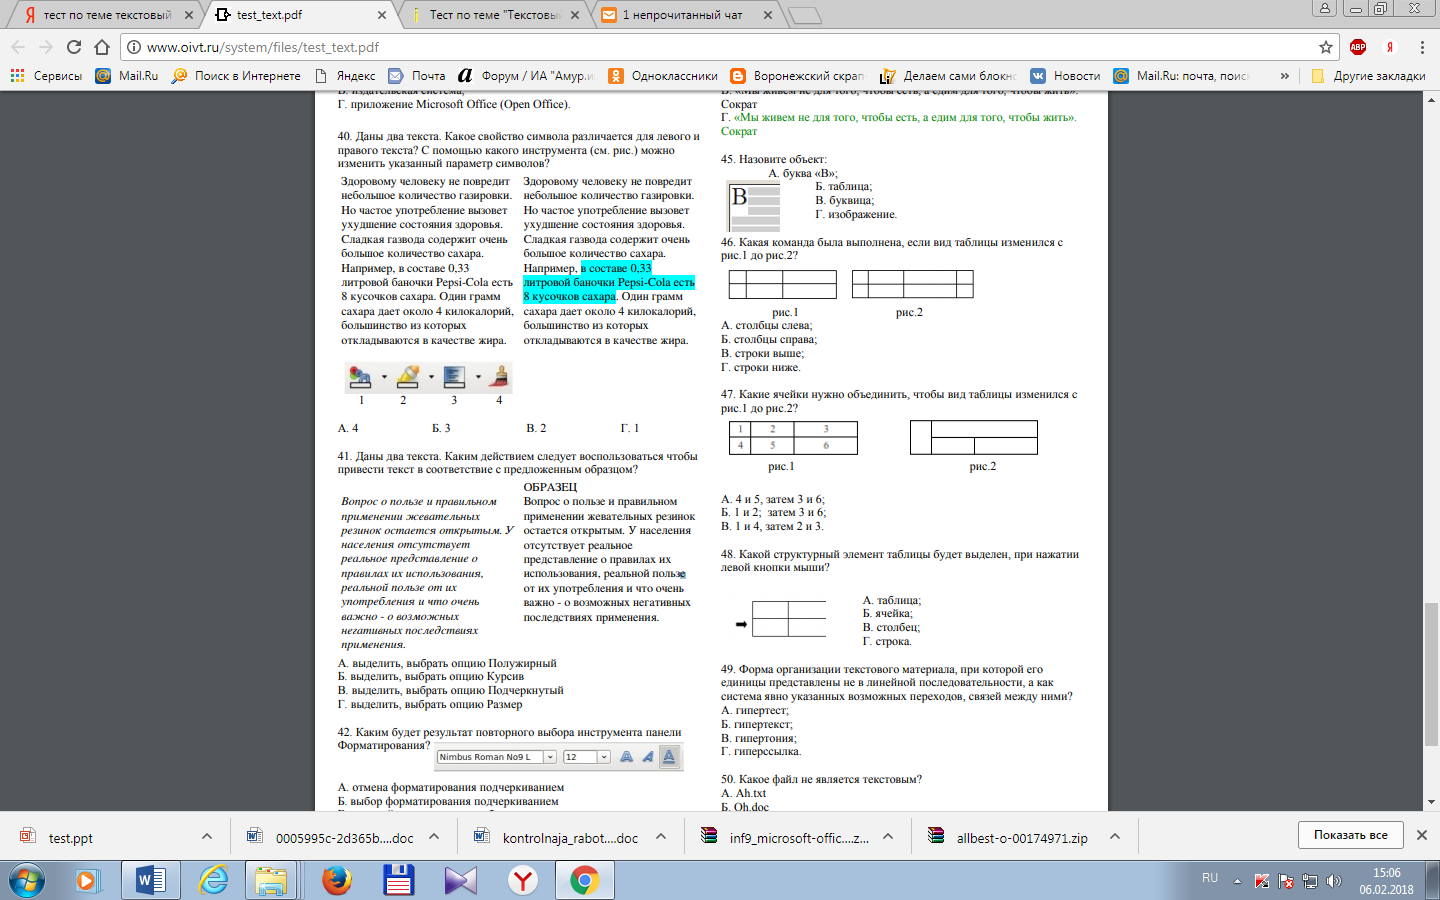 тест по теме текстовый
test_text.pdf
Тест по теме "Текстовый
1 непрочитанный чат
www.oivt.ru/system/files/test_text.pdf
Сервисы
Mail.Ru
Поиск в Интернете
Яндекс
Почта
Форум / ИА "Амур.и
Одноклассники
Воронежский скрап
Делаем сами блокно
Новости
Mail.Ru: почта, поиск
»
Другие закладки
В. издательская система;
Г. приложение Microsoft Office (Open Office).
40. Даны два текста. Какое свойство символа различается для левого и
правого текста? С помощью какого инструмента (см. рис.) можно
изменить указанный параметр символов?
Здоровому человеку не повредит
небольшое количество газировки.
Но частое употребление вызовет
ухудшение состояния здоровья.
Сладкая газвода содержит очень
большое количество сахара.
Например, в составе 0,33
литровой баночки Pepsi-Cola есть
8 кусочков сахара. Один грамм
сахара дает около 4 килокалорий,
большинство из которых
откладываются в качестве жира.
Здоровому человеку не повредит
небольшое количество газировки.
Но частое употребление вызовет
ухудшение состояния здоровья.
Сладкая газвода содержит очень
большое количество сахара.
Например, в составе 0,33
литровой баночки Pepsi-Cola есть
8 кусочков сахара. Один грамм
сахара дает около 4 килокалорий,
большинство из которых
откладываются в качестве жира.
1 2 3 4
А. 4 Б. 3 В. 2 Г. 1
41. Даны два текста. Каким действием следует воспользоваться чтобы
привести текст в соответствие с предложенным образцом?
Вопрос о пользе и правильном
применении жевательных
резинок остается открытым. У
населения отсутствует
реальное представление о
правилах их использования,
реальной пользе от их
употребления и что очень
важно - о возможных
негативных последствиях
применения.
ОБРАЗЕЦ
Вопрос о пользе и правильном
применении жевательных резинок
остается открытым. У населения
отсутствует реальное
представление о правилах их
использования, реальной пользе
от их употребления и что очень
важно - о возможных негативных
последствиях применения.
А. выделить, выбрать опцию Полужирный
Б. выделить, выбрать опцию Курсив
В. выделить, выбрать опцию Подчеркнутый
Г. выделить, выбрать опцию Размер
42. Каким будет результат повторного выбора инструмента панели
Форматирования?
Nimbus Roman No9 L 12 A A A
А. отмена форматирования подчеркиванием
Б. выбор форматирования подчеркиванием
В. «Мы живем не для того, чтобы есть, а едим для того, чтобы жить».
Сократ
Г. «Мы живем не для того, чтобы есть, а едим для того, чтобы жить».
Сократ
45. Назовите объект:
А. буква «В»;
Б. таблица;
В. буквица;
Г. изображение.
B
46. Какая команда была выполнена, если вид таблицы изменился с
рис.1 до рис.2?
рис.1 рис.2
А. столбцы слева;
Б. столбцы справа;
В. строки выше;
Г. строки ниже.
47. Какие ячейки нужно объединить, чтобы вид таблицы изменился с
рис.1 до рис.2?
1 2 3
4 5 6
рис.1 рис.2
А. 4 и 5, затем 3 и 6;
Б. 1 и 2; затем 3 и 6;
В. 1 и 4, затем 2 и 3.
48. Какой структурный элемент таблицы будет выделен, при нажатии
левой кнопки мыши?
А. таблица;
Б. ячейка;
В. столбец;
Г. строка.
49. Форма организации текстового материала, при которой его
единицы представлены не в линейной последовательности, а как
система явно указанных возможных переходов, связей между ними?
А. гипертест;
Б. гипертекст;
В. гипертония;
Г. гиперссылка.
50. Какое файл не является текстовым?
А. Ah.txt
Б. Oh.doc
test.ppt
0005995c-2d365b....doc
kontrolnaja_rabot....doc
inf9_microsoft-offic....z...
allbest-o-00174971.zip
Показать все
RU
15:06
06.02.2018